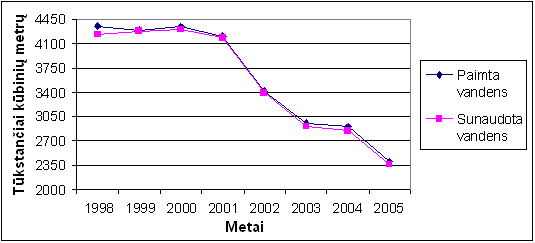 Tūkstančiai kūbinių metrų
4450
4100
3750
3400
3050
2700
2350
2000
1998 1999 2000 2001 2002 2003 2004 2005
Metai
Paimta
vandens
Sunaudota
vandens